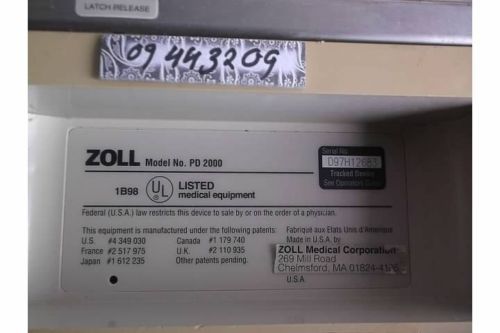 LATCH RELEASE
09 443209
ZOLL Model No. PD 2000
Serial No.
D97H12683
Tracked Device
See Operators
1B98 UL LISTED
medical equipment
Federal (U.S.A.) law restricts this device to sale by or on the order of a physician.
This equipment is manufactured under the following patents:
U.S. #4 349 030 Canada #1 179 740
France #2 517 975 U.K. #2 110 935
Japan #1 612 235 Other patents pending.
Fabriqué aux Etats Unis d'Amérique
Made in U.S.A. by
ZOLL Medical Corporation
269 Mill Road
Chelmsford, MA 01824-4105
U.S.A.